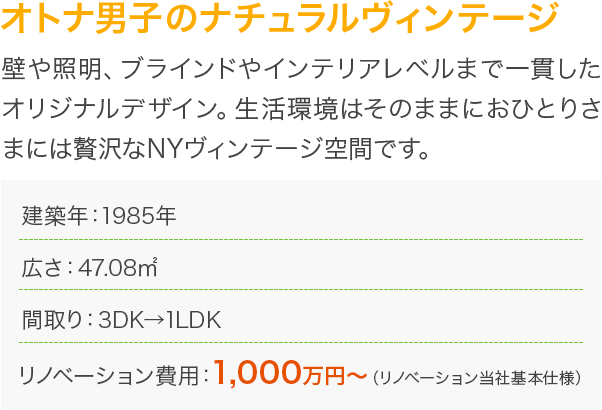 オトナ男子のナチュラルヴィンテージ
壁や照明、ブラインドやインテリアレベルまで一貫した
オリジナルデザイン。生活環境はそのままにおひとりさ
まには贅沢なNYヴィンテージ空間です。
建築年：1985年
広さ：47.08㎡
間取り：3DK→1LDK
リノベーション費用：1,000万円〜（リノベーション当社基本仕様）